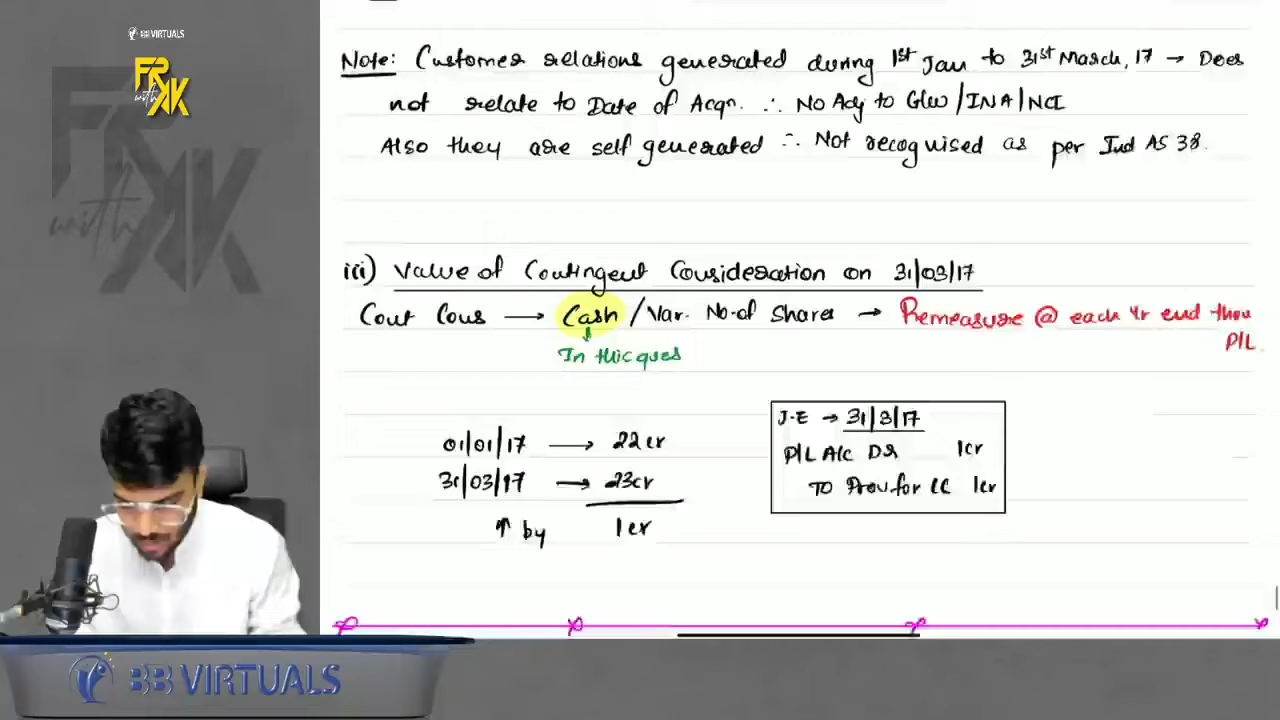 BB VIRTUALS
FR
with
AK
Note: Customer relations generated during 1st Jan to 31st March, 17 → Does
not relate to Date of Acqn. ∴ No Adj to GW/INA/NCI
Also they are self generated ∴ Not recognised as per Ind AS 38.
iii) Value of Contingent Consideration on 31/03/17
Cont Cons → Cash / Var. No. of Shares → Remeasure @ each Yr end thru
P/L
In this ques
01/01/17 → 22cr
31/03/17 → 23cr
↑ by 1cr
J.E → 31/3/17
P/L A/c Dr 1cr
To Prov for CC 1cr
BB VIRTUALS